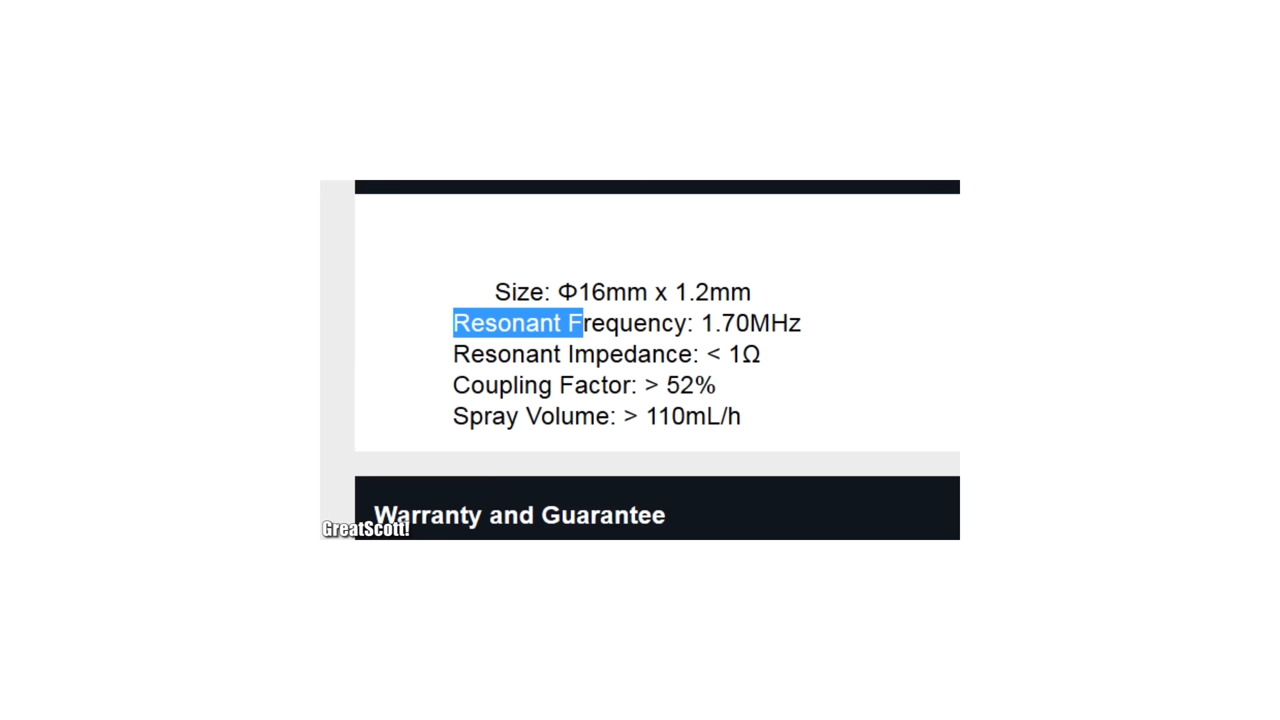 Size: Φ16mm x 1.2mm
Resonant Frequency: 1.70MHz
Resonant Impedance: < 1Ω
Coupling Factor: > 52%
Spray Volume: > 110mL/h
Warranty and Guarantee
GreatScott!